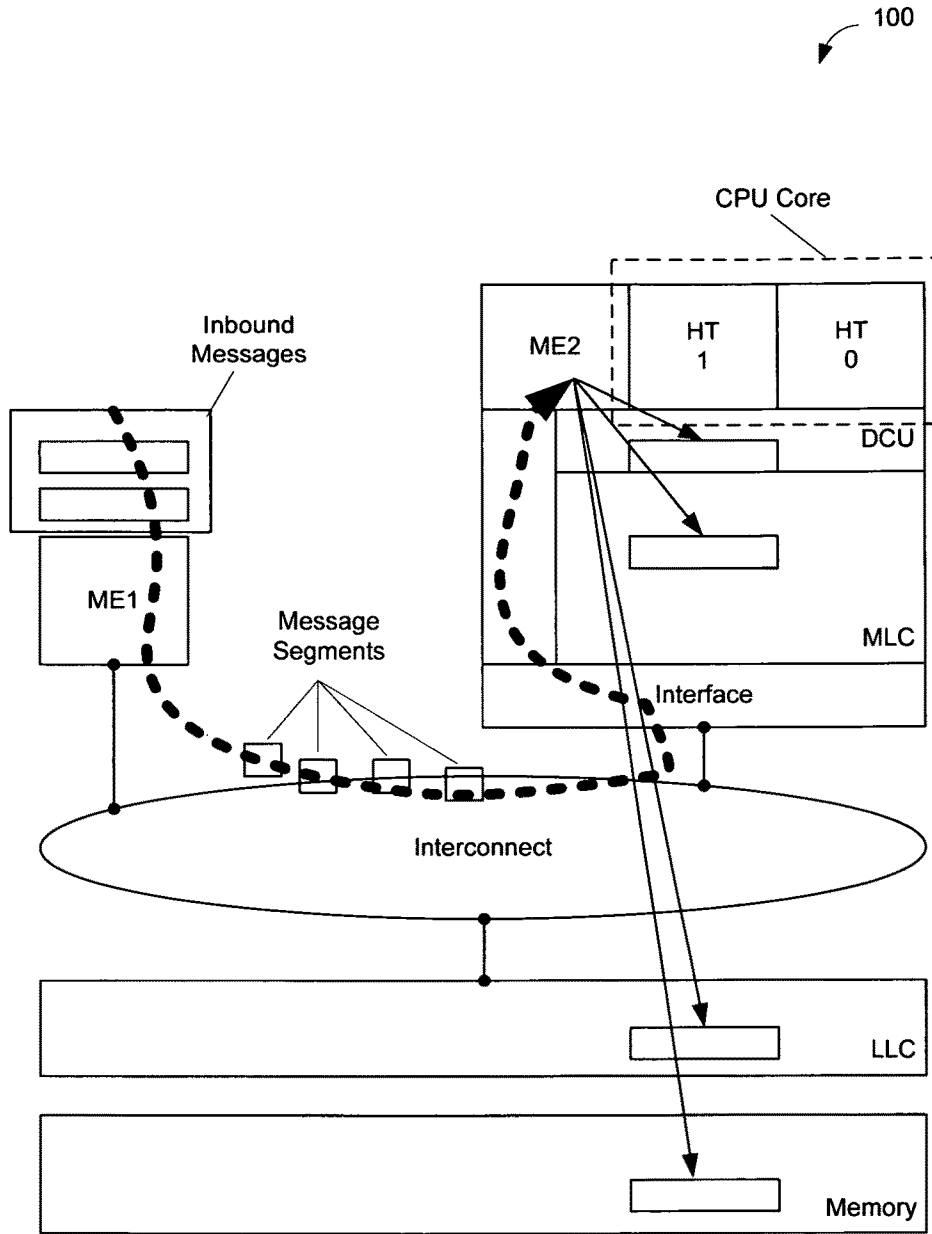 100
CPU Core
Inbound
Messages
ME2
HT
1
HT
0
DCU
ME1
Message
Segments
MLC
Interface
Interconnect
LLC
Memory